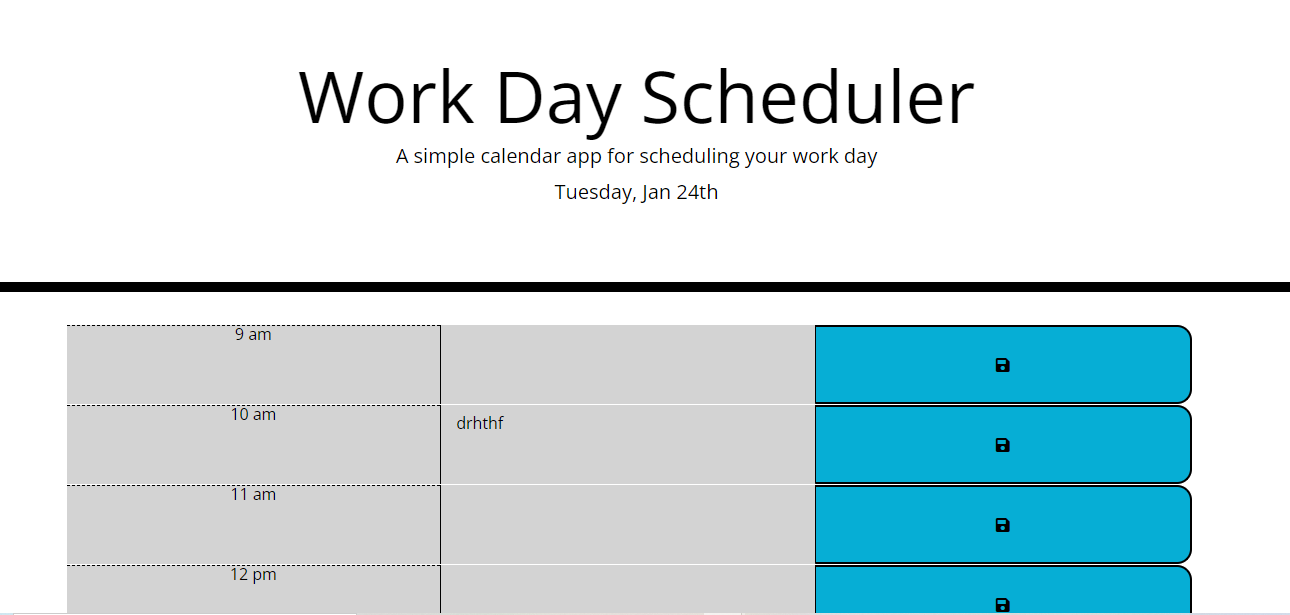 Work Day Scheduler
A simple calendar app for scheduling your work day
Tuesday, Jan 24th
9 am
10 am
drhthf
11 am
12 pm